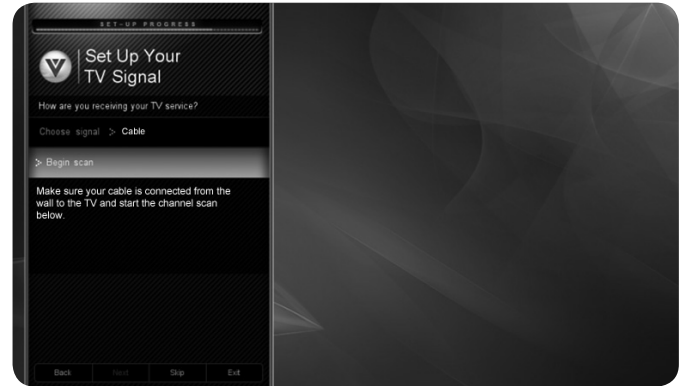 SET-UP PROGRESS
V
Set Up Your
TV Signal
How are you receiving your TV service?
Choose signal > Cable
> Begin scan
Make sure your cable is connected from the
wall to the TV and start the channel scan
below.
Back Next Skip Exit